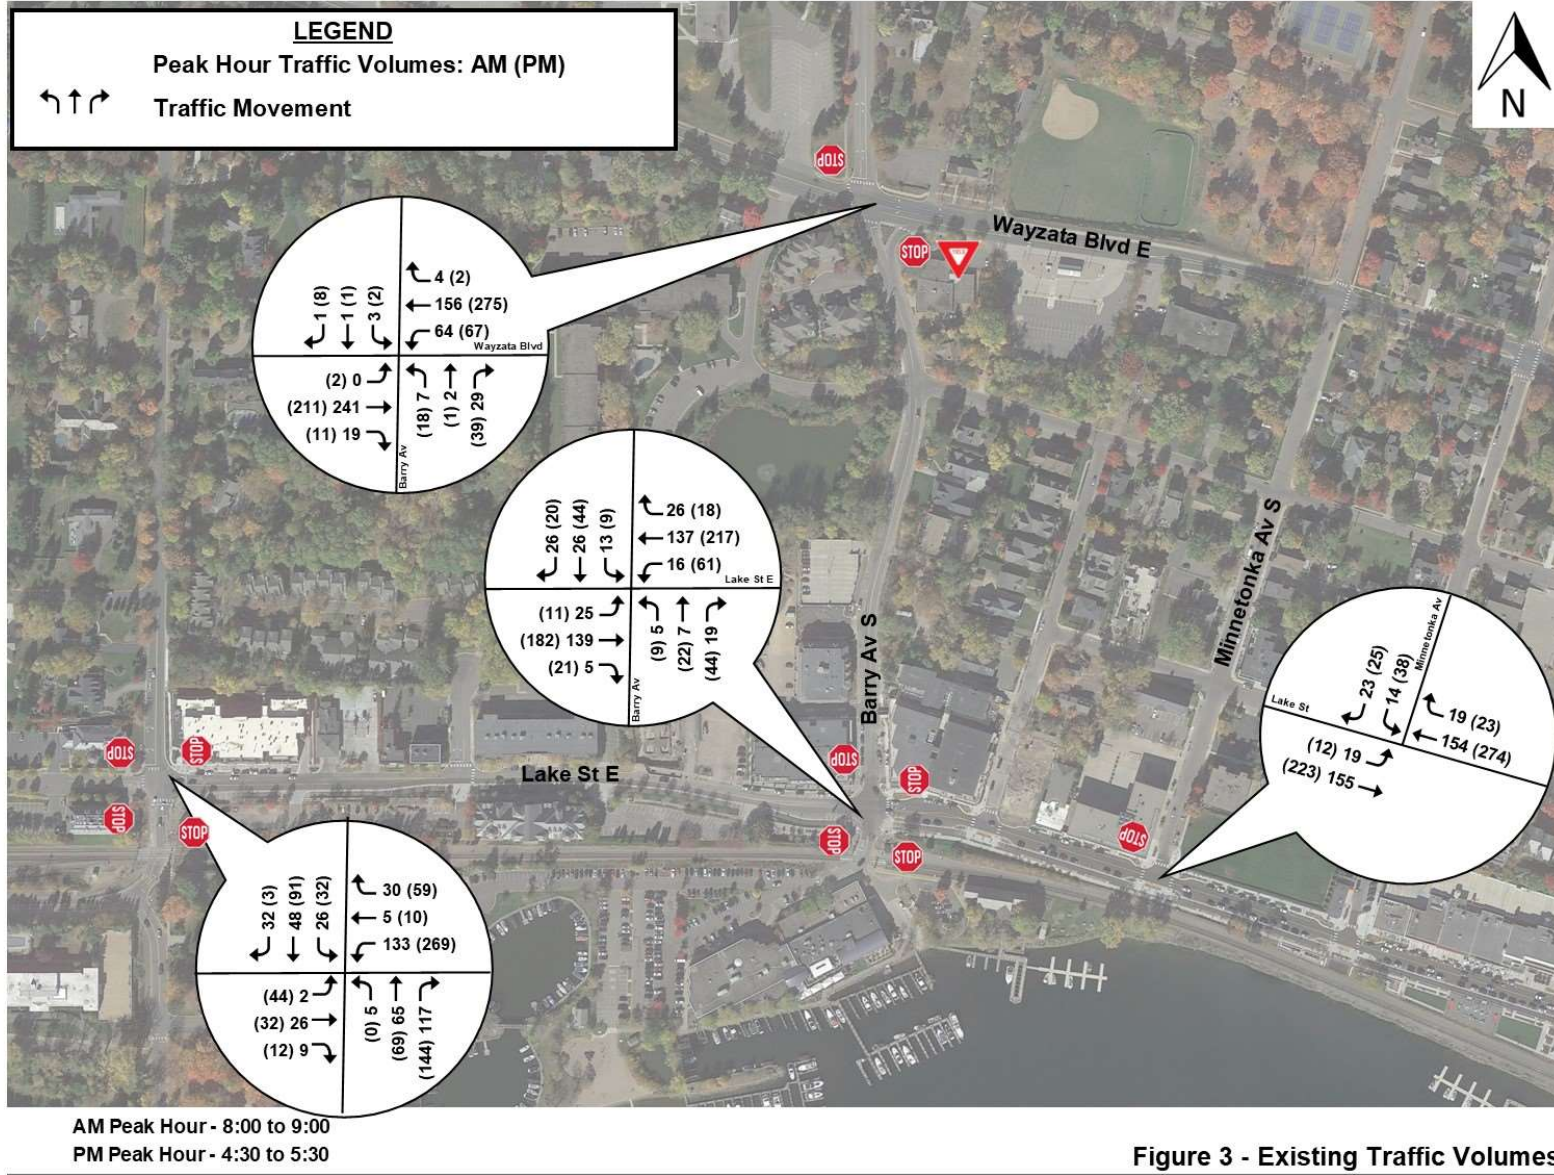 LEGEND
Peak Hour Traffic Volumes: AM (PM)
Traffic Movement
N
STOP
STOP
Wayzata Blvd E
4 (2)
156 (275)
64 (67)
Wayzata Blvd
1 (8)
1 (1)
3 (2)
(2) 0
(211) 241
(11) 19
(18) 7
(1) 2
(39) 29
Barry Av
26 (20)
26 (44)
13 (9)
26 (18)
137 (217)
16 (61)
Lake St E
(11) 25
(182) 139
(21) 5
(9) 5
(22) 7
(44) 19
Barry Av
Barry Av S
Minnetonka Av S
Minnetonka Av
Lake St
23 (25)
14 (38)
19 (23)
154 (274)
(12) 19
(223) 155
STOP
STOP
STOP
STOP
Lake St E
STOP
STOP
STOP
STOP
STOP
32 (3)
48 (91)
26 (32)
30 (59)
5 (10)
133 (269)
(44) 2
(32) 26
(12) 9
(0) 5
(69) 65
(144) 117
AM Peak Hour - 8:00 to 9:00
PM Peak Hour - 4:30 to 5:30
Figure 3 - Existing Traffic Volumes